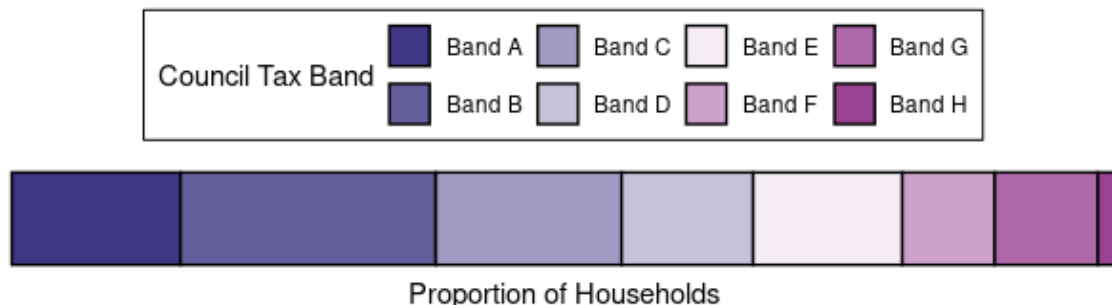 Council Tax Band
Band A
Band B
Band C
Band D
Band E
Band F
Band G
Band H
Proportion of Households